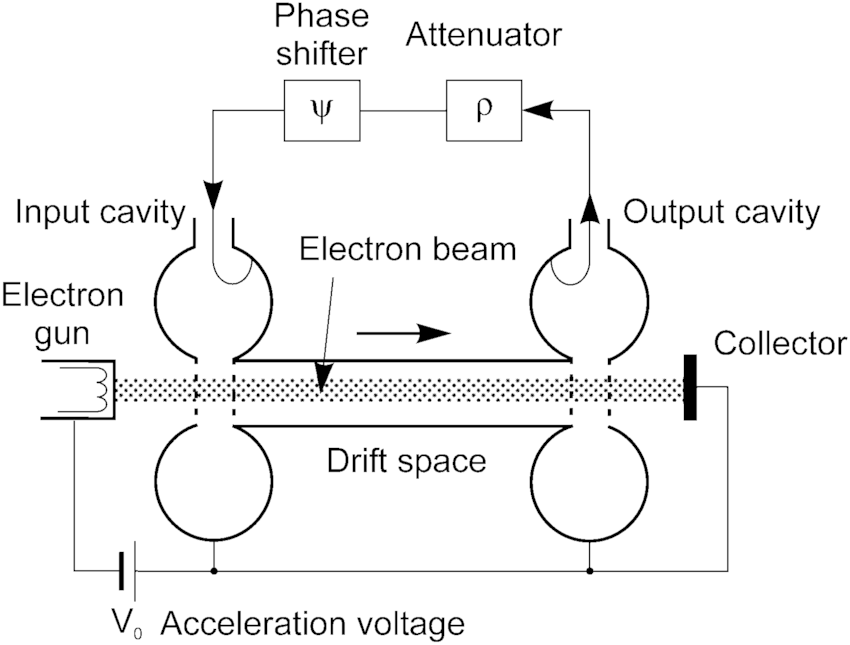 Phase
shifter
Attenuator
ψ
ρ
Input cavity
Output cavity
Electron beam
Electron
gun
Collector
Drift space
V₀ Acceleration voltage